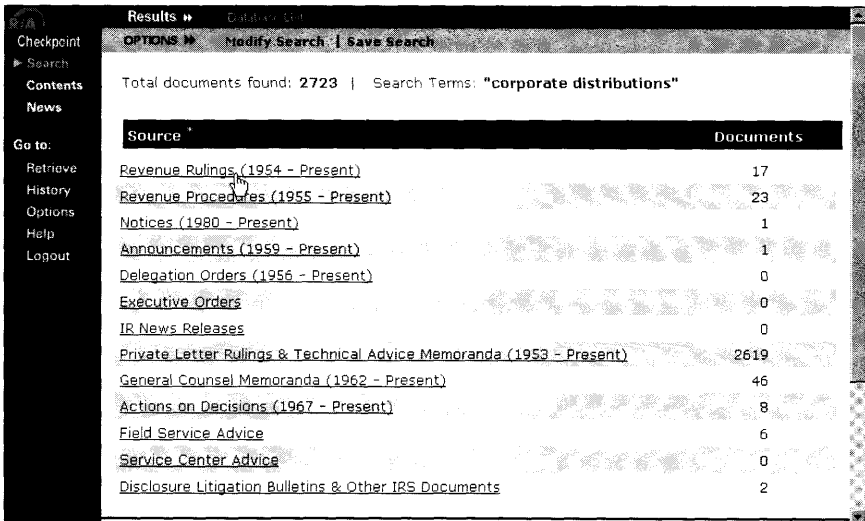 RIA
Results » Database List
Checkpoint
OPTIONS » Modify Search | Save Search
Search
Contents
News
Go to:
Retrieve
History
Options
Help
Logout
Total documents found: 2723 | Search Terms: "corporate distributions"
Source * Documents
Revenue Rulings (1954 - Present) 17
Revenue Procedures (1955 - Present) 23
Notices (1980 - Present) 1
Announcements (1959 - Present) 1
Delegation Orders (1956 - Present) 0
Executive Orders 0
IR News Releases 0
Private Letter Rulings & Technical Advice Memoranda (1953 - Present) 2619
General Counsel Memoranda (1962 - Present) 46
Actions on Decisions (1967 - Present) 8
Field Service Advice 6
Service Center Advice 0
Disclosure Litigation Bulletins & Other IRS Documents 2